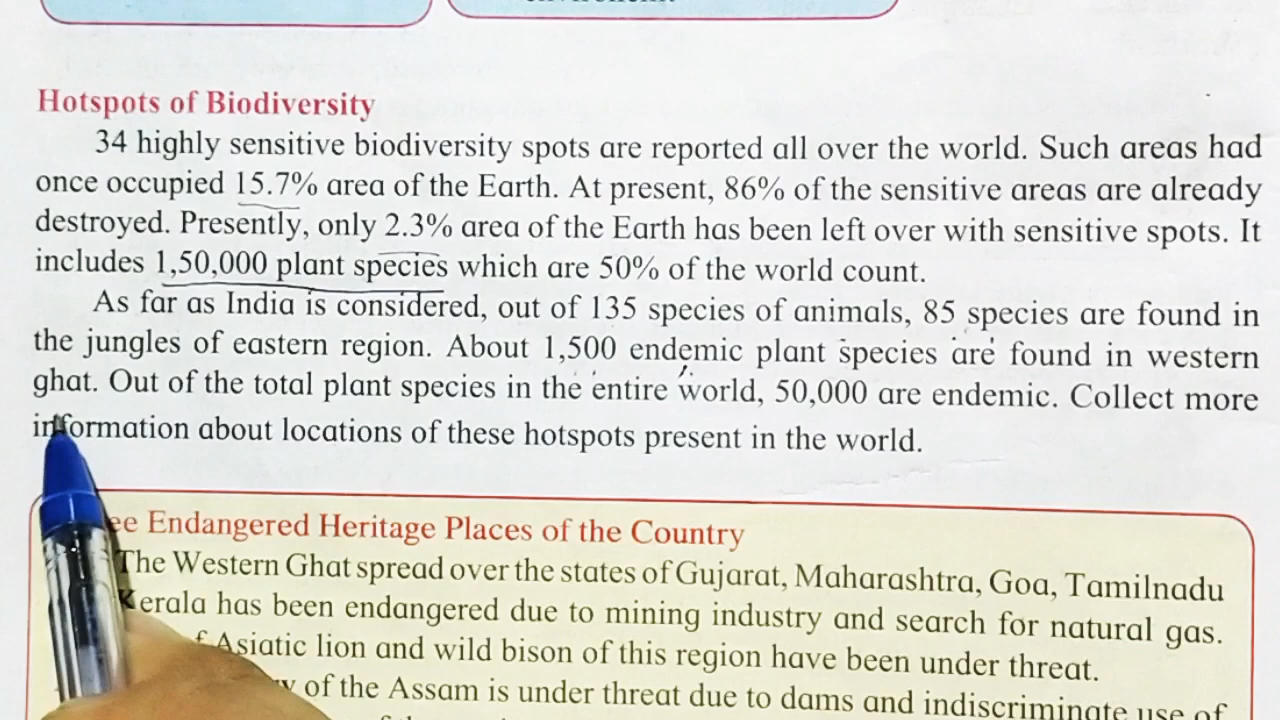 Hotspots of Biodiversity
34 highly sensitive biodiversity spots are reported all over the world. Such areas had
once occupied 15.7% area of the Earth. At present, 86% of the sensitive areas are already
destroyed. Presently, only 2.3% area of the Earth has been left over with sensitive spots. It
includes 1,50,000 plant species which are 50% of the world count.
As far as India is considered, out of 135 species of animals, 85 species are found in
the jungles of eastern region. About 1,500 endemic plant species are found in western
ghat. Out of the total plant species in the entire world, 50,000 are endemic. Collect more
information about locations of these hotspots present in the world.
Endangered Heritage Places of the Country
The Western Ghat spread over the states of Gujarat, Maharashtra, Goa, Tamilnadu
Kerala has been endangered due to mining industry and search for natural gas.
Asiatic lion and wild bison of this region have been under threat.
of the Assam is under threat due to dams and indiscriminate use of